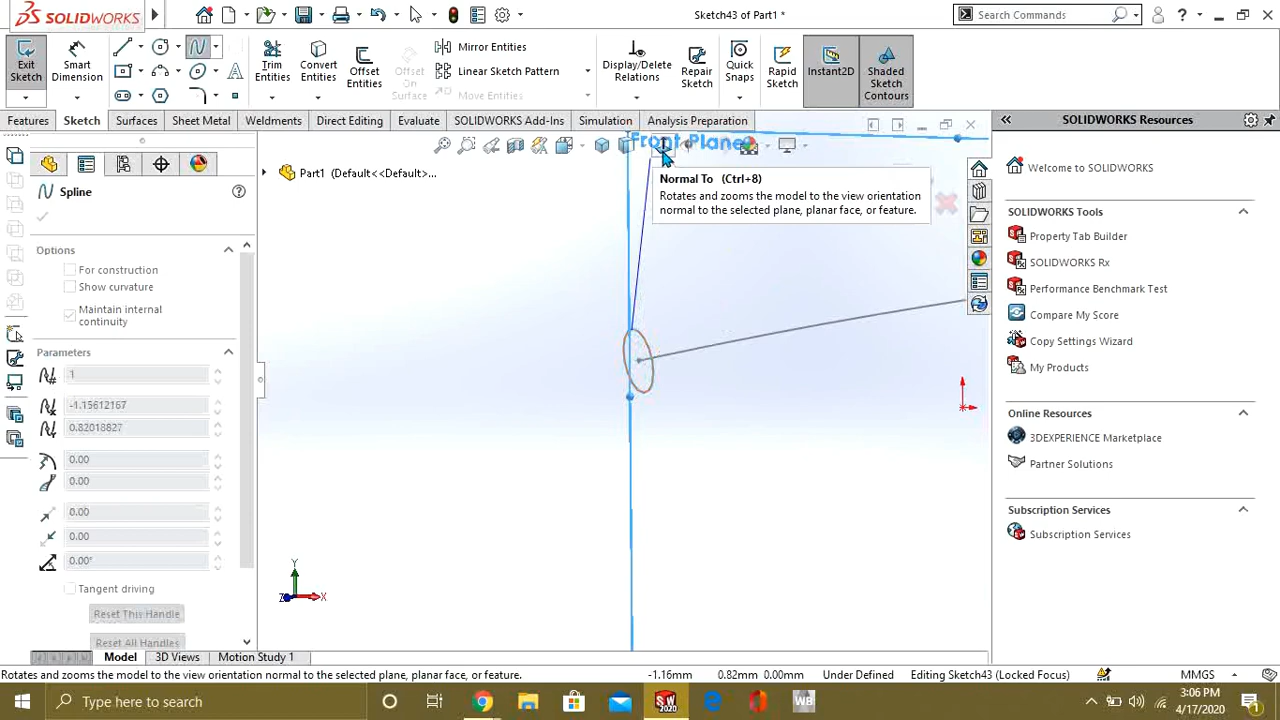 SOLIDWORKS
Sketch43 of Part1 *
Search Commands
Exit Sketch
Smart Dimension
Trim Entities
Convert Entities
Offset Entities
Offset On Surface
Mirror Entities
Linear Sketch Pattern
Move Entities
Display/Delete Relations
Repair Sketch
Quick Snaps
Rapid Sketch
Instant2D
Shaded Sketch Contours
Features
Sketch
Surfaces
Sheet Metal
Weldments
Direct Editing
Evaluate
SOLIDWORKS Add-Ins
Simulation
Analysis Preparation
SOLIDWORKS Resources
Front Plane
Part1 (Default<<Default>...
Normal To (Ctrl+8)
Rotates and zooms the model to the view orientation
normal to the selected plane, planar face, or feature.
Spline
Options
For construction
Show curvature
Maintain internal
continuity
Parameters
1
-1.15612167
0.82018827
0.00
0.00
0.00
0.00
0.00°
Tangent driving
Reset This Handle
Reset All Handles
Y
Z
X
Welcome to SOLIDWORKS
SOLIDWORKS Tools
Property Tab Builder
SOLIDWORKS Rx
Performance Benchmark Test
Compare My Score
Copy Settings Wizard
My Products
Online Resources
3DEXPERIENCE Marketplace
Partner Solutions
Subscription Services
Subscription Services
Model
3D Views
Motion Study 1
Rotates and zooms the model to the view orientation normal to the selected plane, planar face, or feature.
-1.16mm
0.82mm 0.00mm
Under Defined
Editing Sketch43 (Locked Focus)
MMGS
Type here to search
SW
2020
WB
3:06 PM
4/17/2020
1